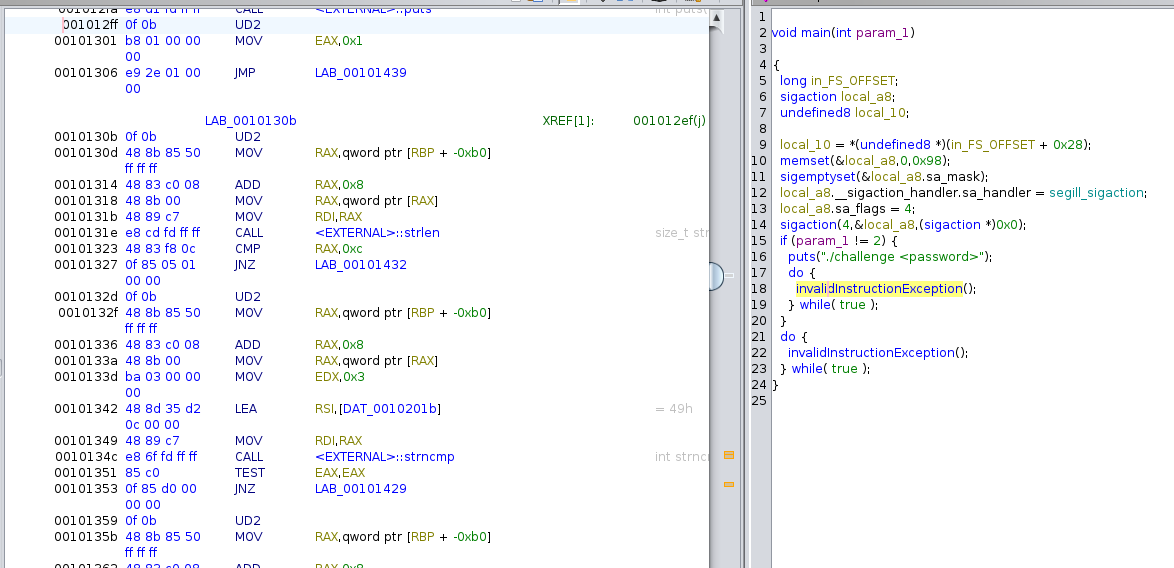 001012fa e8 d1 fd ff ff CALL <EXTERNAL>::puts int puts(
001012ff 0f 0b UD2
00101301 b8 01 00 00 MOV EAX,0x1
00
00101306 e9 2e 01 00 JMP LAB_00101439
00
LAB_0010130b XREF[1]: 001012ef(j)
0010130b 0f 0b UD2
0010130d 48 8b 85 50 MOV RAX,qword ptr [RBP + -0xb0]
ff ff ff
00101314 48 83 c0 08 ADD RAX,0x8
00101318 48 8b 00 MOV RAX,qword ptr [RAX]
0010131b 48 89 c7 MOV RDI,RAX
0010131e e8 cd fd ff ff CALL <EXTERNAL>::strlen size_t str
00101323 48 83 f8 0c CMP RAX,0xc
00101327 0f 85 05 01 JNZ LAB_00101432
00 00
0010132d 0f 0b UD2
0010132f 48 8b 85 50 MOV RAX,qword ptr [RBP + -0xb0]
ff ff ff
00101336 48 83 c0 08 ADD RAX,0x8
0010133a 48 8b 00 MOV RAX,qword ptr [RAX]
0010133d ba 03 00 00 MOV EDX,0x3
00
00101342 48 8d 35 d2 LEA RSI,[DAT_0010201b] = 49h
0c 00 00
00101349 48 89 c7 MOV RDI,RAX
0010134c e8 6f fd ff ff CALL <EXTERNAL>::strncmp int strnc
00101351 85 c0 TEST EAX,EAX
00101353 0f 85 d0 00 JNZ LAB_00101429
00 00
00101359 0f 0b UD2
0010135b 48 8b 85 50 MOV RAX,qword ptr [RBP + -0xb0]
ff ff ff
00101362 48 83 c0 08 ADD RAX,0x8
1
2 void main(int param_1)
3
4 {
5 long in_FS_OFFSET;
6 sigaction local_a8;
7 undefined8 local_10;
8
9 local_10 = *(undefined8 *)(in_FS_OFFSET + 0x28);
10 memset(&local_a8,0,0x98);
11 sigemptyset(&local_a8.sa_mask);
12 local_a8.__sigaction_handler.sa_handler = segill_sigaction;
13 local_a8.sa_flags = 4;
14 sigaction(4,&local_a8,(sigaction *)0x0);
15 if (param_1 != 2) {
16 puts("./challenge <password>");
17 do {
18 invalidInstructionException();
19 } while( true );
20 }
21 do {
22 invalidInstructionException();
23 } while( true );
24 }
25